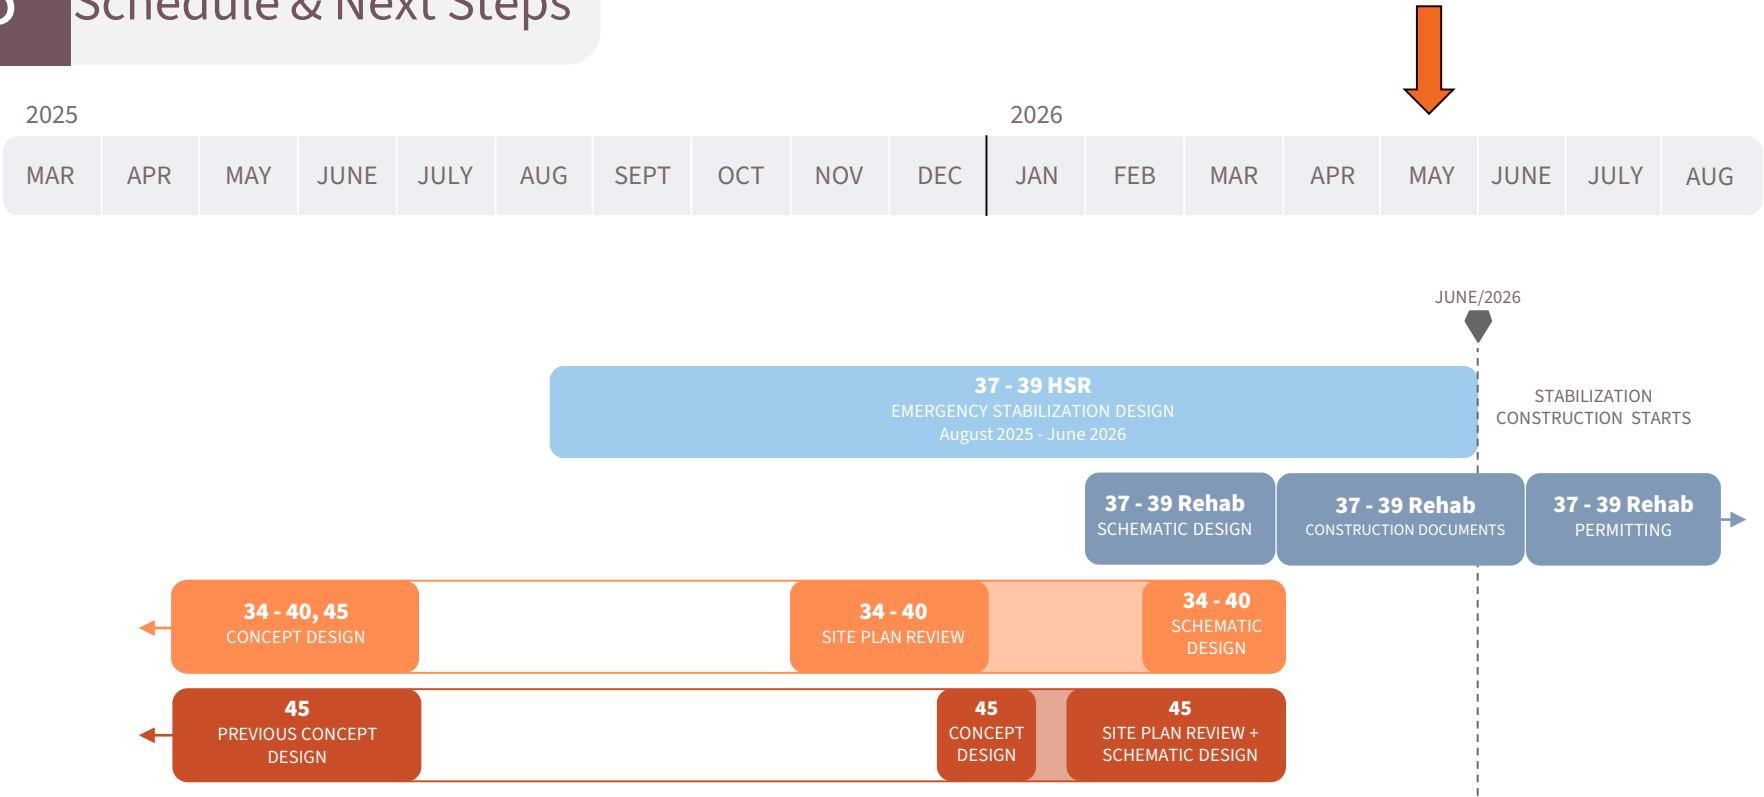 Schedule & Next Steps
2025
2026
MAR APR MAY JUNE JULY AUG SEPT OCT NOV DEC JAN FEB MAR APR MAY JUNE JULY AUG
JUNE/2026
37 - 39 HSR
EMERGENCY STABILIZATION DESIGN
August 2025 - June 2026
STABILIZATION
CONSTRUCTION STARTS
37 - 39 Rehab
SCHEMATIC DESIGN
37 - 39 Rehab
CONSTRUCTION DOCUMENTS
37 - 39 Rehab
PERMITTING
34 - 40, 45
CONCEPT DESIGN
34 - 40
SITE PLAN REVIEW
34 - 40
SCHEMATIC
DESIGN
45
PREVIOUS CONCEPT
DESIGN
45
CONCEPT
DESIGN
45
SITE PLAN REVIEW +
SCHEMATIC DESIGN